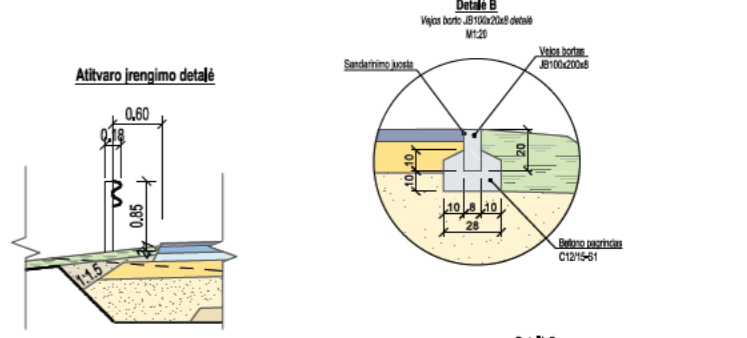 Detalė B
Vejos borto JB100x20x8 detalė
M1:20
Atitvaro įrengimo detalė
Sandarinimo juosta
Vejos bortas
JB100x200x8
0.60
0.18
0.85
1:1.5
20
10
10
10 8 10
28
Betono pagrindas
C12/15-S1